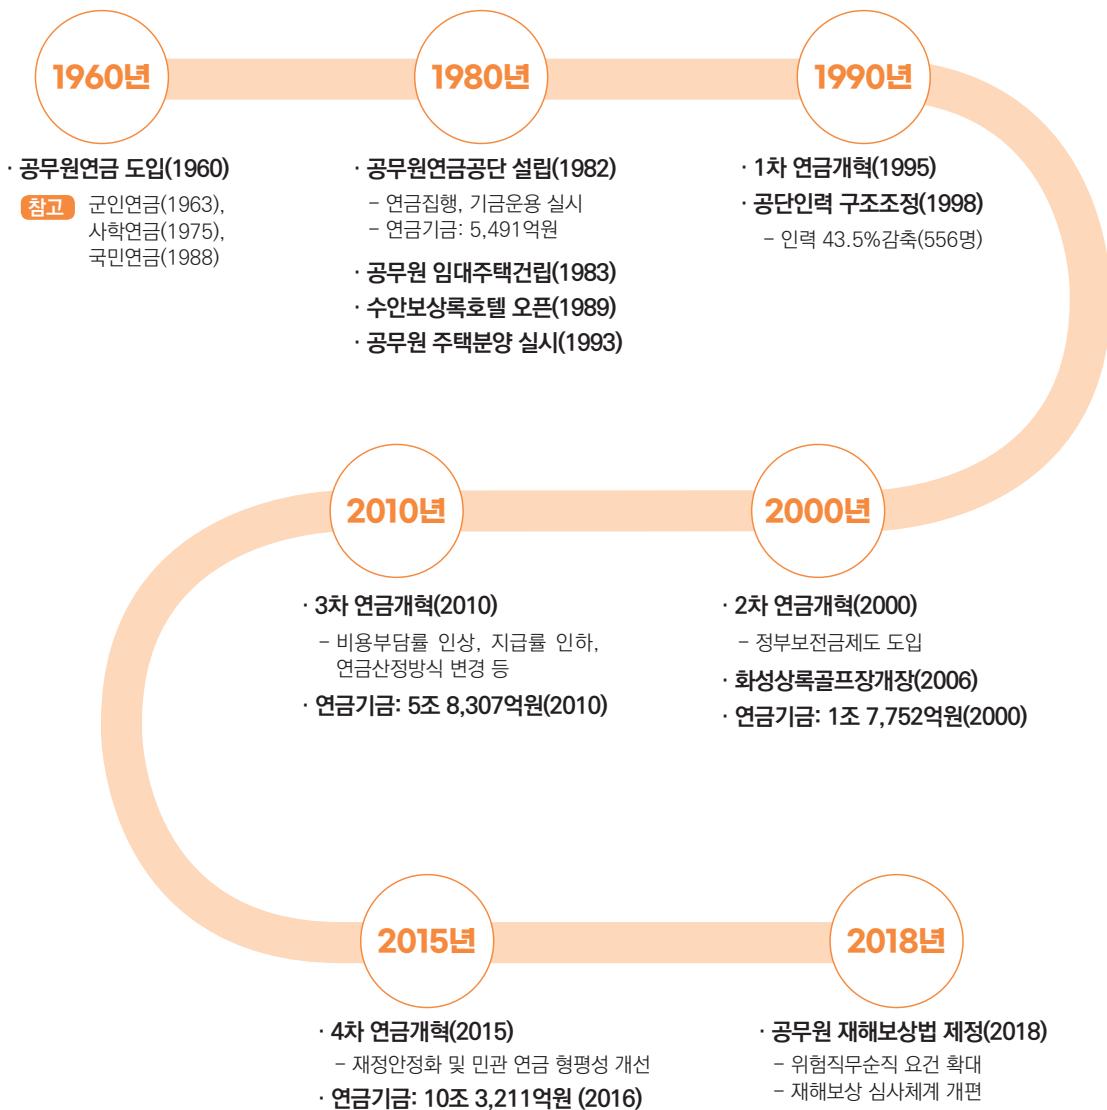 1960년
· 공무원연금 도입(1960)
참고 군인연금(1963),
사학연금(1975),
국민연금(1988)
1980년
· 공무원연금공단 설립(1982)
– 연금집행, 기금운용 실시
– 연금기금: 5,491억원
· 공무원 임대주택건립(1983)
· 수안보상록호텔 오픈(1989)
· 공무원 주택분양 실시(1993)
1990년
· 1차 연금개혁(1995)
· 공단인력 구조조정(1998)
– 인력 43.5%감축(556명)
2000년
· 2차 연금개혁(2000)
– 정부보전금제도 도입
· 화성상록골프장개장(2006)
· 연금기금: 1조 7,752억원(2000)
2010년
· 3차 연금개혁(2010)
– 비용부담률 인상, 지급률 인하,
연금산정방식 변경 등
· 연금기금: 5조 8,307억원(2010)
2015년
· 4차 연금개혁(2015)
– 재정안정화 및 민관 연금 형평성 개선
· 연금기금: 10조 3,211억원 (2016)
2018년
· 공무원 재해보상법 제정(2018)
– 위험직무순직 요건 확대
– 재해보상 심사체계 개편